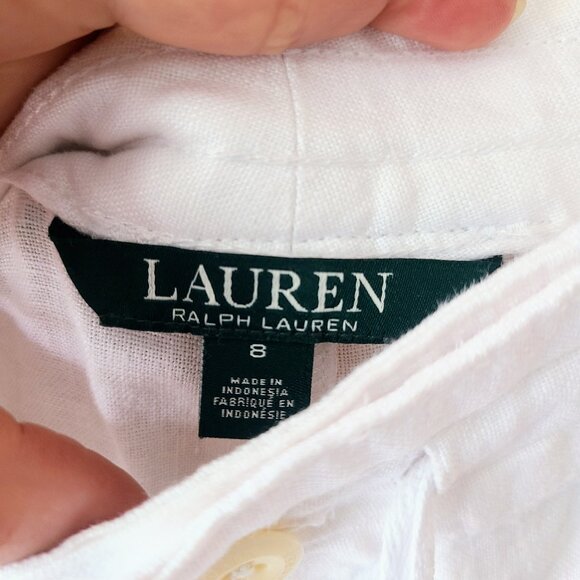 LAUREN
RALPH LAUREN
8
MADE IN
INDONESIA
FABRIQUÉ EN
INDONÉSIE